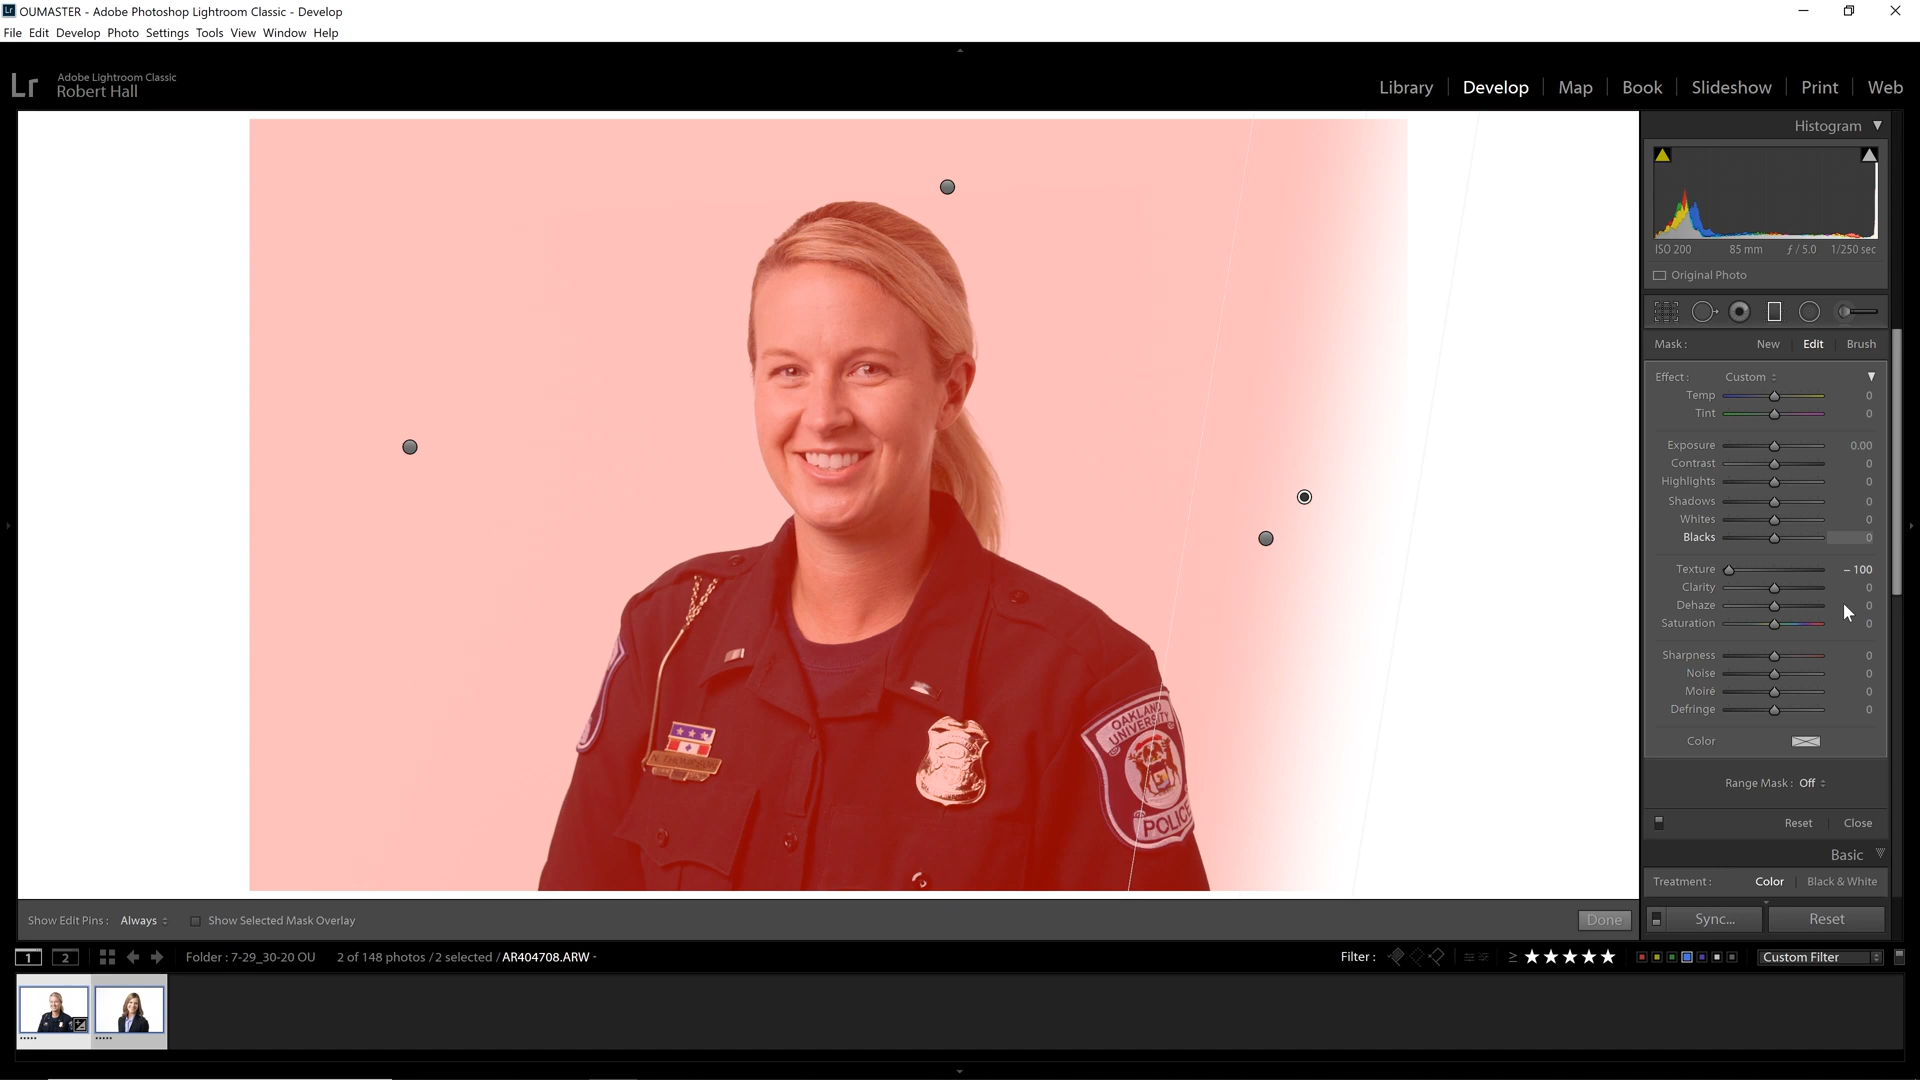 Lr OUMASTER - Adobe Photoshop Lightroom Classic - Develop
File Edit Develop Photo Settings Tools View Window Help
Lr Adobe Lightroom Classic
Robert Hall
Library Develop Map Book Slideshow Print Web
Histogram
ISO 200 85 mm ƒ / 5.0 1/250 sec
Original Photo
Mask : New Edit Brush
Effect : Custom
Temp 0
Tint 0
Exposure 0.00
Contrast 0
Highlights 0
Shadows 0
Whites 0
Blacks 0
Texture – 100
Clarity 0
Dehaze 0
Saturation 0
Sharpness 0
Noise 0
Moiré 0
Defringe 0
Color
Range Mask : Off
Reset Close
Basic
Treatment : Color Black & White
Sync... Reset
OAKLAND
UNIVERSITY
POLICE
N. THOMPSON
Show Edit Pins : Always Show Selected Mask Overlay Done
1 2 Folder : 7-29_30-20 OU 2 of 148 photos / 2 selected / AR404708.ARW
Filter : ≥ ★★★★★ Custom Filter